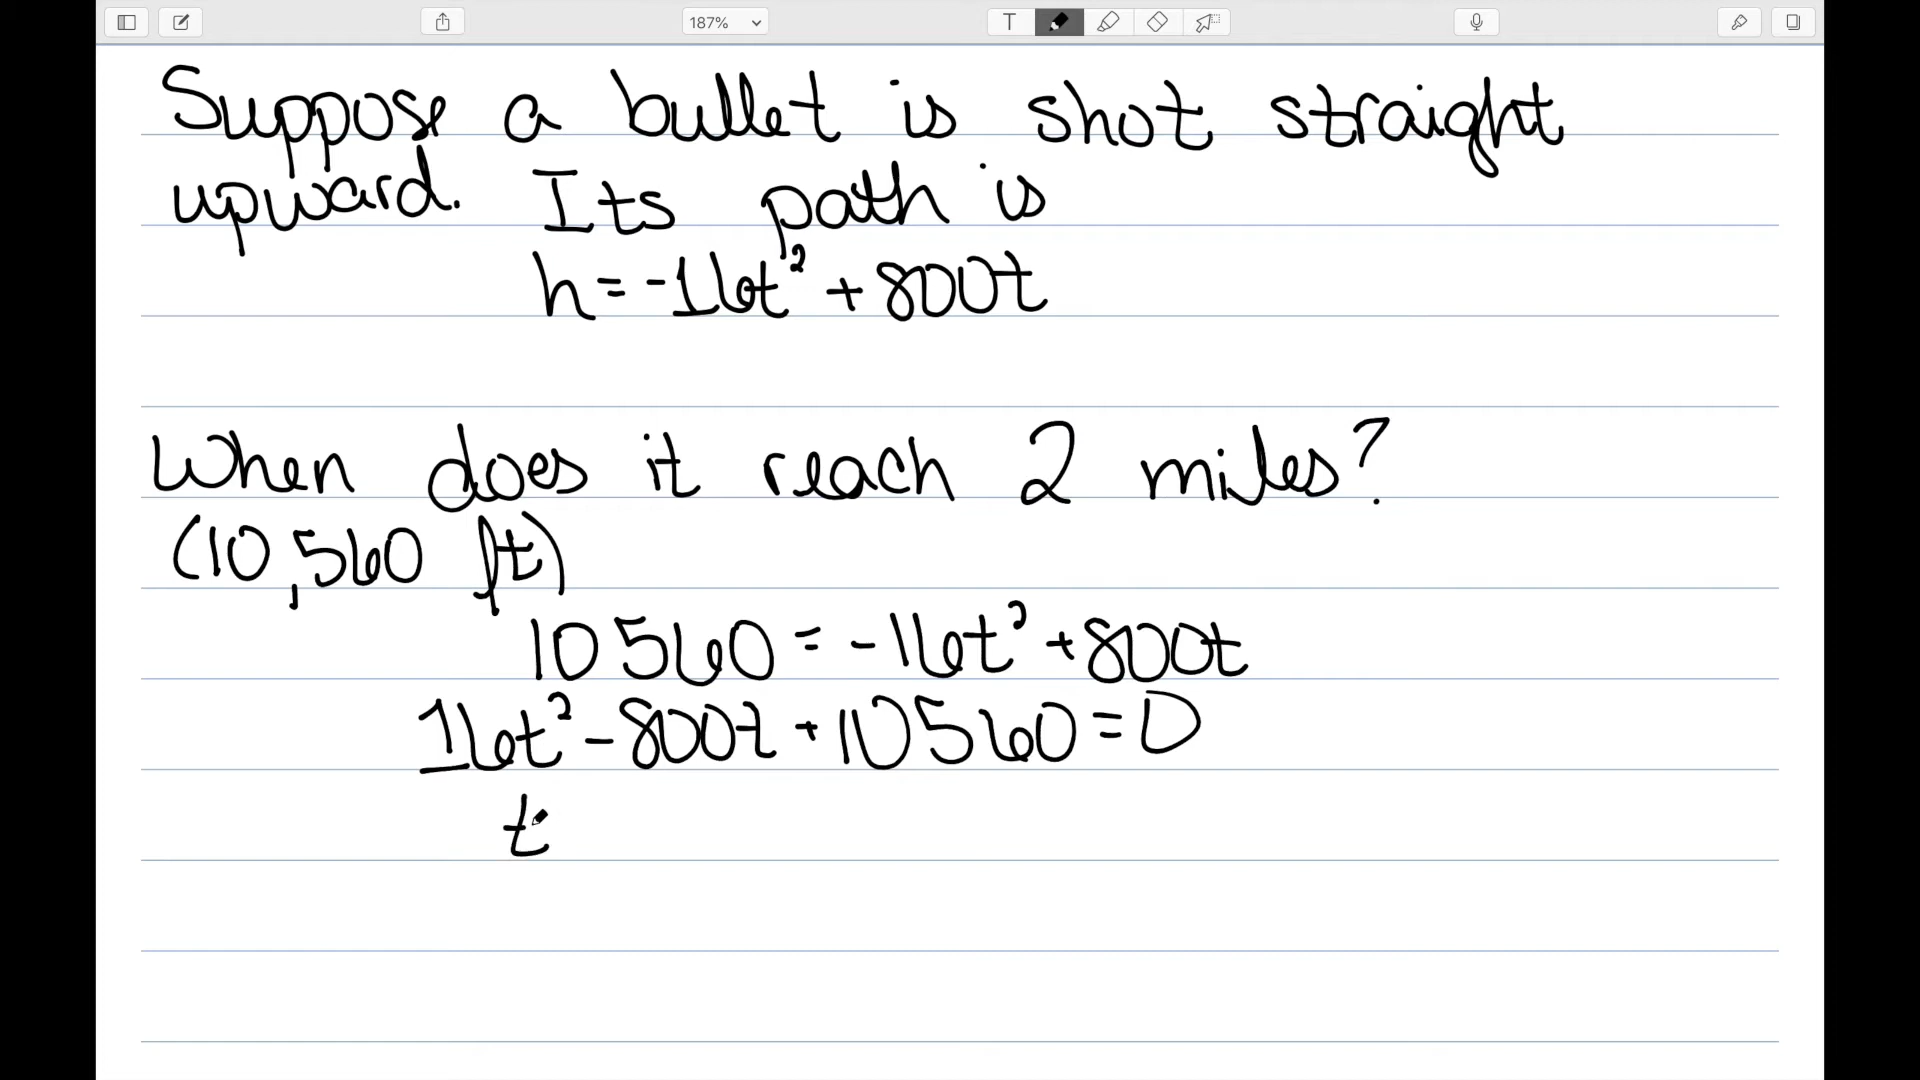 187%
T
Suppose a bullet is shot straight
upward. Its path is
h = -16t² + 800t
When does it reach 2 miles?
(10,560 ft)
10560 = -16t² + 800t
16t² - 800t + 10560 = 0
t